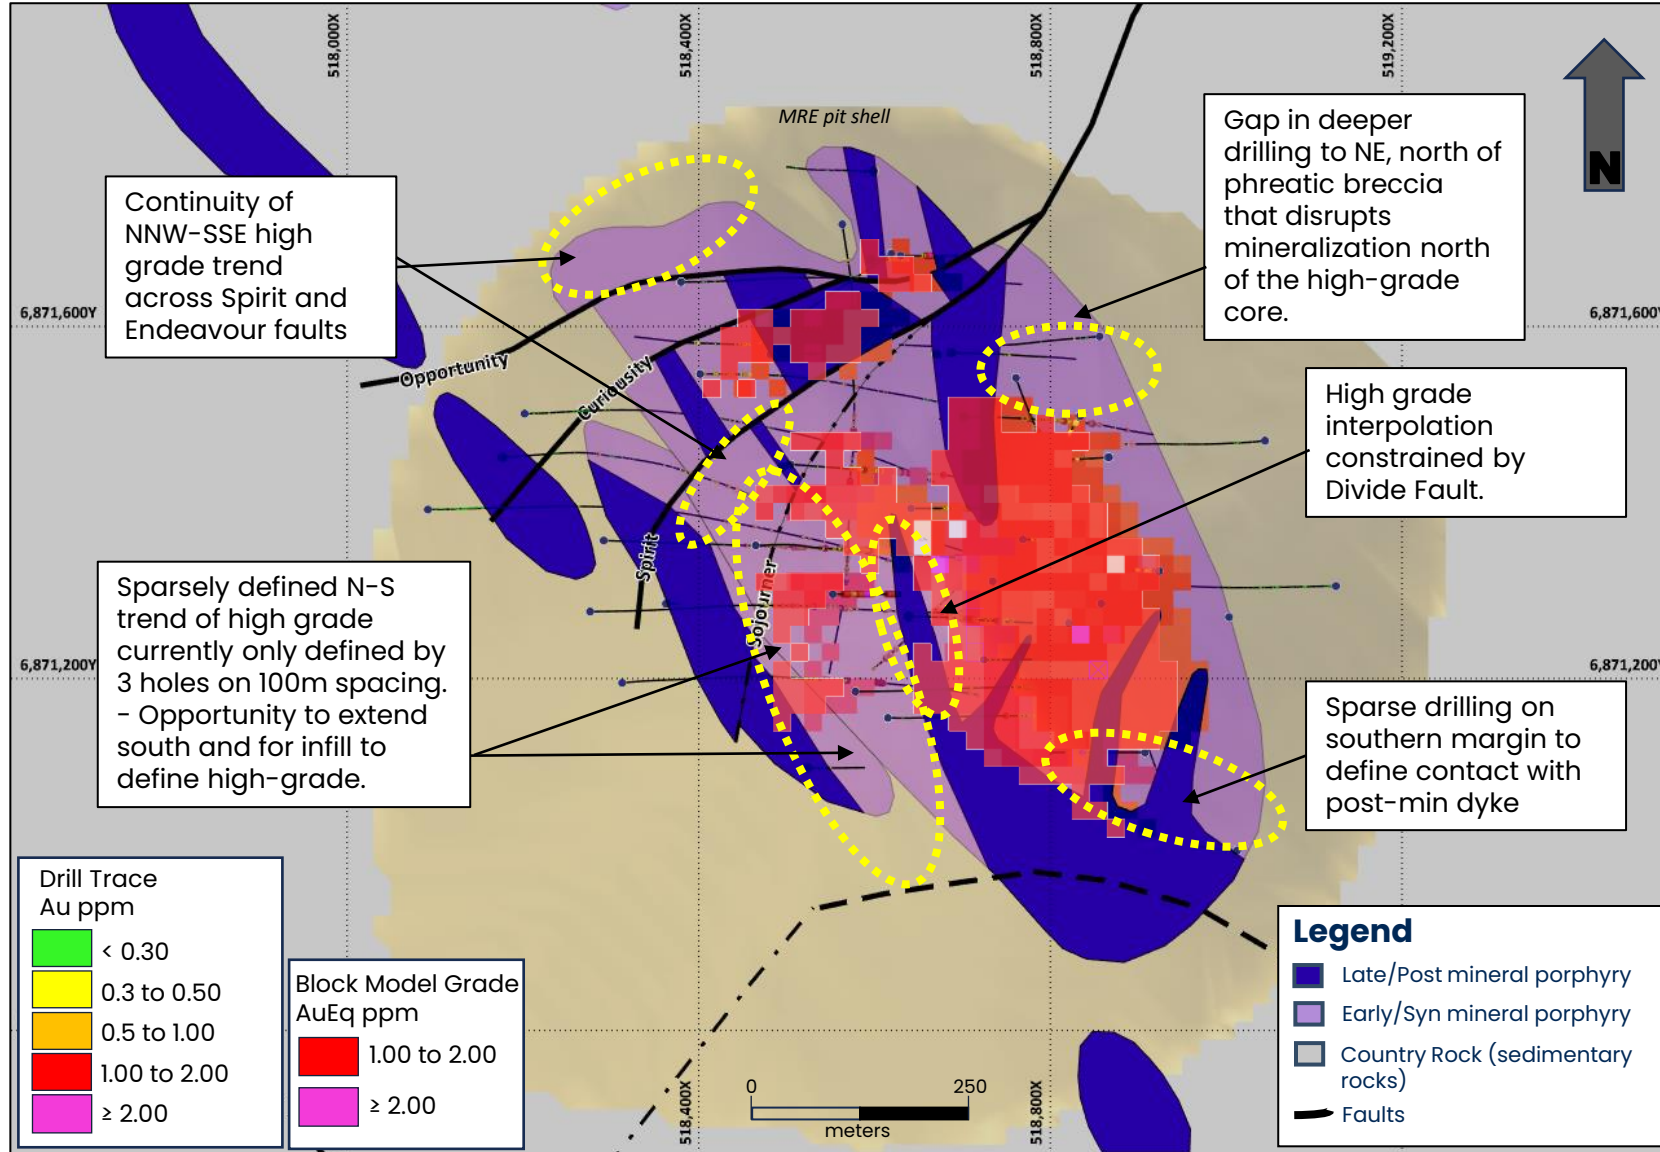 518,000X
518,400X
518,800X
519,200X
MRE pit shell
N
Gap in deeper
drilling to NE, north of
phreatic breccia
that disrupts
mineralization north
of the high-grade
core.
Continuity of
NNW-SSE high
grade trend
across Spirit and
Endeavour faults
6,871,600Y
6,871,600Y
Opportunity
Curiousity
Spirit
Sojourner
High grade
interpolation
constrained by
Divide Fault.
Sparsely defined N-S
trend of high grade
currently only defined by
3 holes on 100m spacing.
- Opportunity to extend
south and for infill to
define high-grade.
6,871,200Y
6,871,200Y
Sparse drilling on
southern margin to
define contact with
post-min dyke
Drill Trace
Au ppm
< 0.30
0.3 to 0.50
0.5 to 1.00
1.00 to 2.00
≥ 2.00
Block Model Grade
AuEq ppm
1.00 to 2.00
≥ 2.00
518,400X
518,800X
0 250
meters
Legend
Late/Post mineral porphyry
Early/Syn mineral porphyry
Country Rock (sedimentary
rocks)
Faults